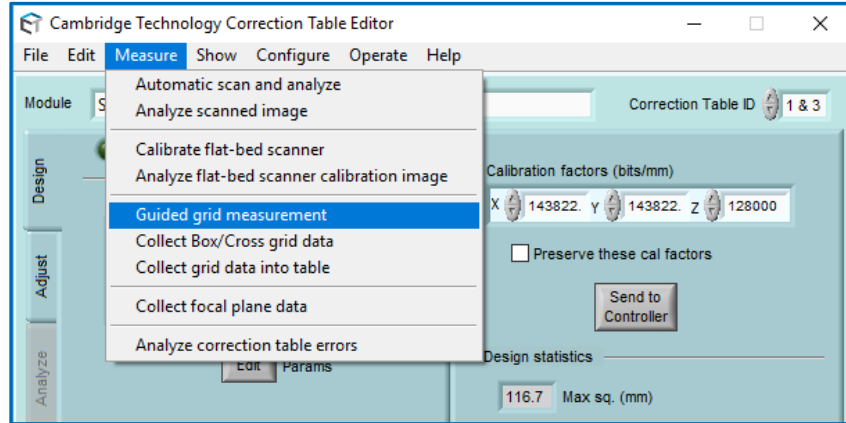 Cambridge Technology Correction Table Editor
File Edit Measure Show Configure Operate Help
Automatic scan and analyze
Analyze scanned image
Calibrate flat-bed scanner
Analyze flat-bed scanner calibration image
Guided grid measurement
Collect Box/Cross grid data
Collect grid data into table
Collect focal plane data
Analyze correction table errors
Module S
Correction Table ID 1 & 3
Design
Adjust
Analyze
Calibration factors (bits/mm)
X 143822. Y 143822. Z 128000
Preserve these cal factors
Send to
Controller
Edit Params
Design statistics
116.7 Max sq. (mm)